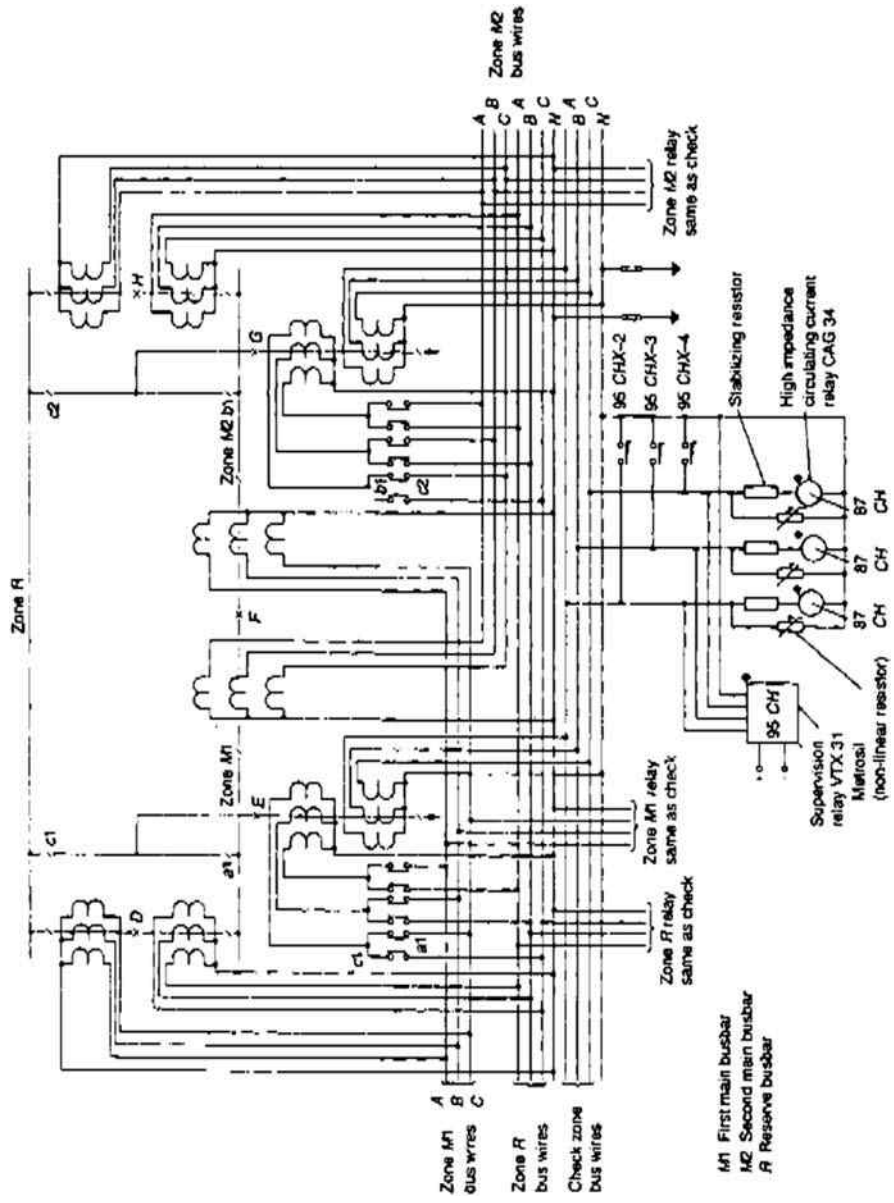 Zone R
c1
c2
D
E
F
G
H
a1
Zone M1
Zone M2 b1
c1
a1
b1
c2
Zone M1
bus wires
A
B
C
Zone R
bus wires
Check zone
bus wires
A
B
C
A
B
C
N
A
B
C
N
Zone M2
bus wires
Zone R relay
same as check
Zone M1 relay
same as check
Zone M2 relay
same as check
95 CHX-2
95 CHX-3
95 CHX-4
Stabilizing resistor
High impedance
circulating current
relay CAG 34
95 CH
87
CH
87
CH
87
CH
Supervision
relay VTX 31
Metrosil
(non-linear resistor)
M1 First main busbar
M2 Second main busbar
R Reserve busbar